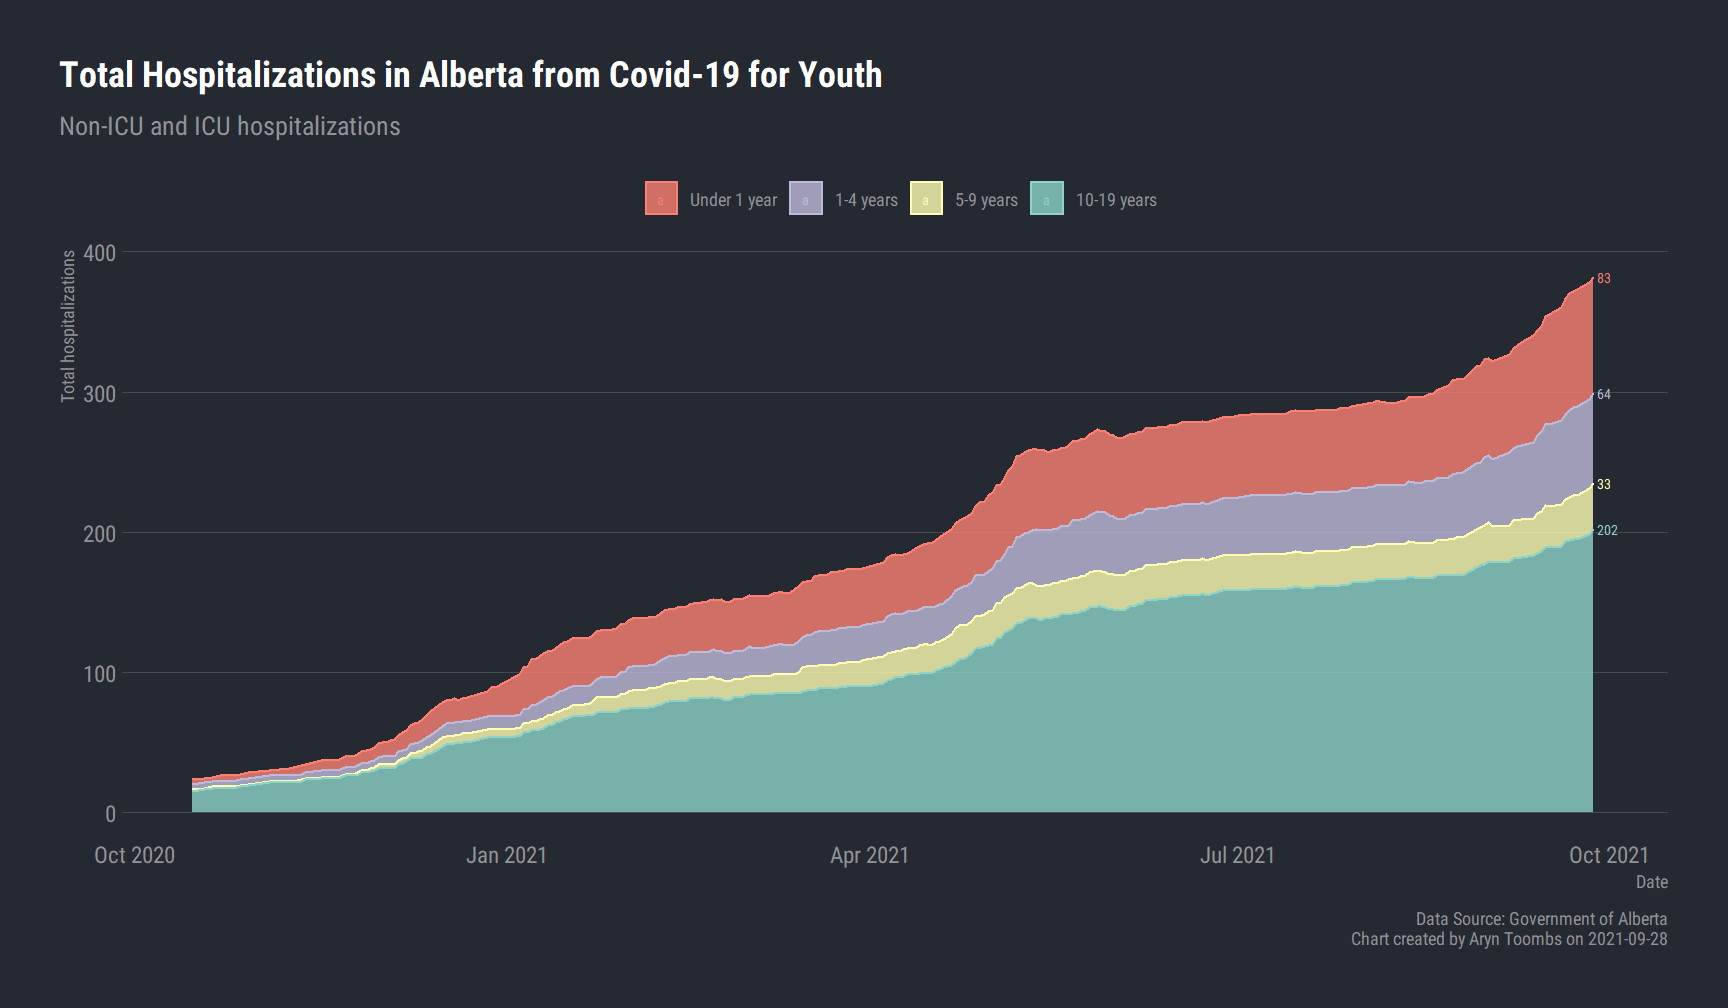 Total Hospitalizations in Alberta from Covid-19 for Youth
Non-ICU and ICU hospitalizations
a Under 1 year a 1-4 years a 5-9 years a 10-19 years
Total hospitalizations
400
300
200
100
0
83
64
33
202
Oct 2020 Jan 2021 Apr 2021 Jul 2021 Oct 2021
Date
Data Source: Government of Alberta
Chart created by Aryn Toombs on 2021-09-28